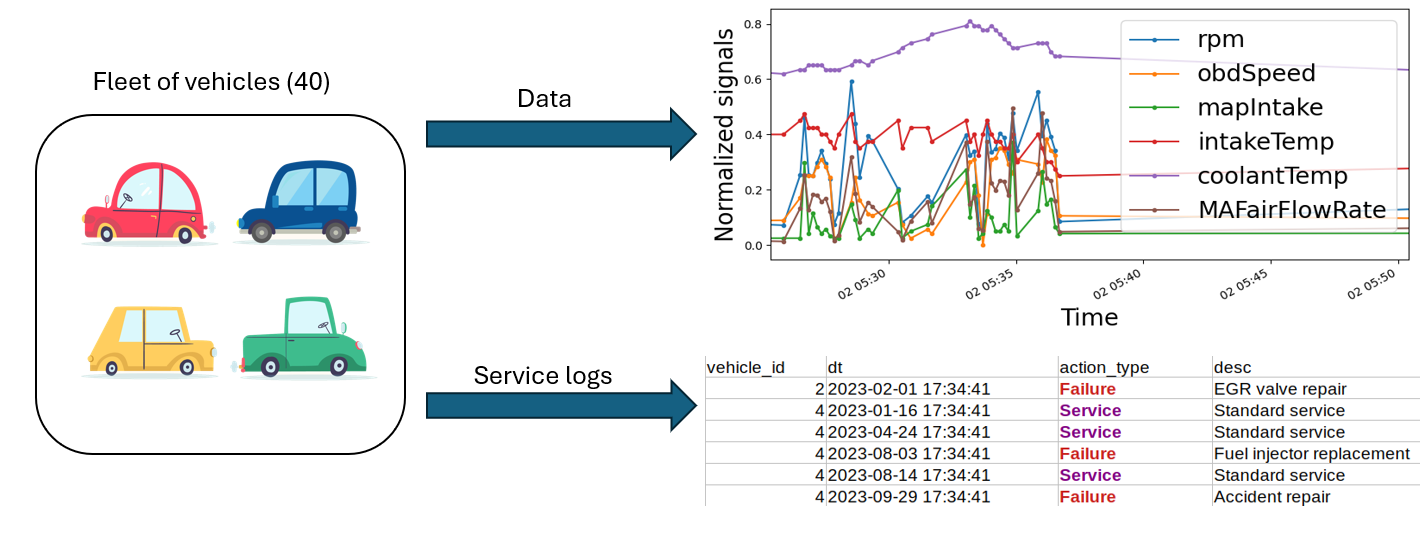 Fleet of vehicles (40)
Data
Service logs
Normalized signals
0.8
0.6
0.4
0.2
0.0
rpm
obdSpeed
mapIntake
intakeTemp
coolantTemp
MAFairFlowRate
02 05:30
02 05:35
02 05:40
02 05:45
02 05:50
Time
vehicle_id dt action_type desc
2 2023-02-01 17:34:41 Failure EGR valve repair
4 2023-01-16 17:34:41 Service Standard service
4 2023-04-24 17:34:41 Service Standard service
4 2023-08-03 17:34:41 Failure Fuel injector replacement
4 2023-08-14 17:34:41 Service Standard service
4 2023-09-29 17:34:41 Failure Accident repair